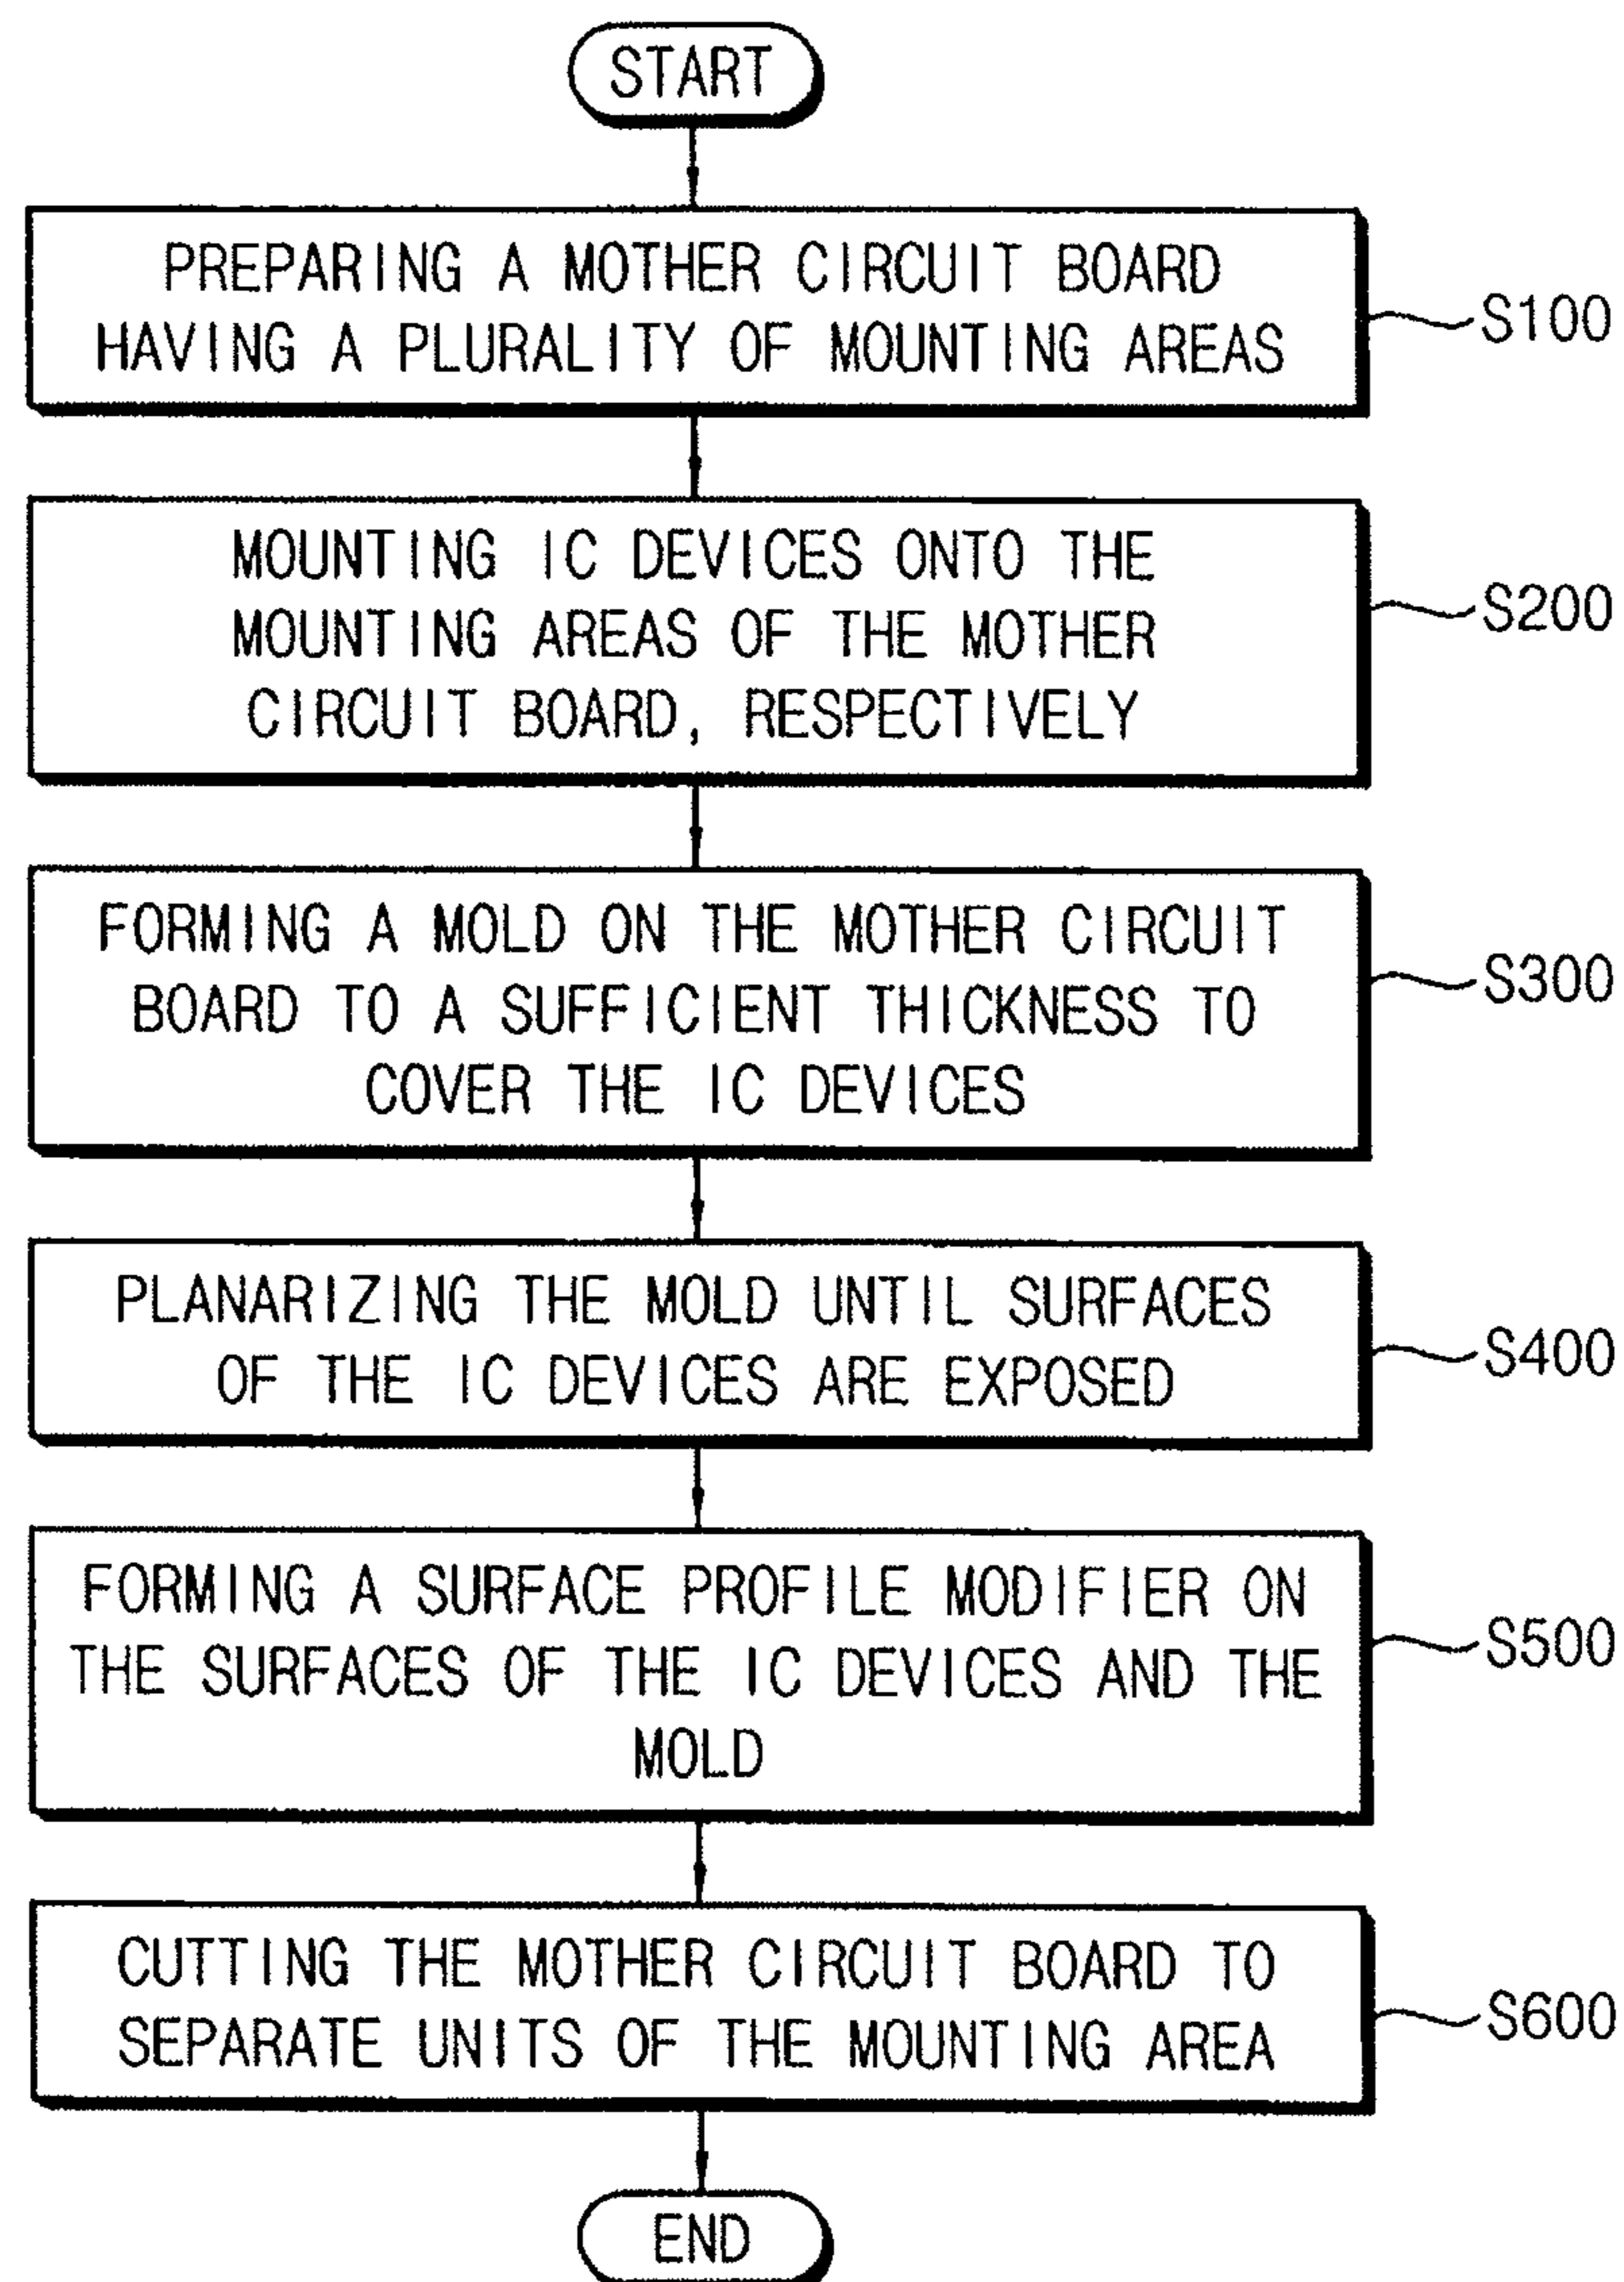 START
PREPARING A MOTHER CIRCUIT BOARD
HAVING A PLURALITY OF MOUNTING AREAS
S100
MOUNTING IC DEVICES ONTO THE
MOUNTING AREAS OF THE MOTHER
CIRCUIT BOARD, RESPECTIVELY
S200
FORMING A MOLD ON THE MOTHER CIRCUIT
BOARD TO A SUFFICIENT THICKNESS TO
COVER THE IC DEVICES
S300
PLANARIZING THE MOLD UNTIL SURFACES
OF THE IC DEVICES ARE EXPOSED
S400
FORMING A SURFACE PROFILE MODIFIER ON
THE SURFACES OF THE IC DEVICES AND THE
MOLD
S500
CUTTING THE MOTHER CIRCUIT BOARD TO
SEPARATE UNITS OF THE MOUNTING AREA
S600
END